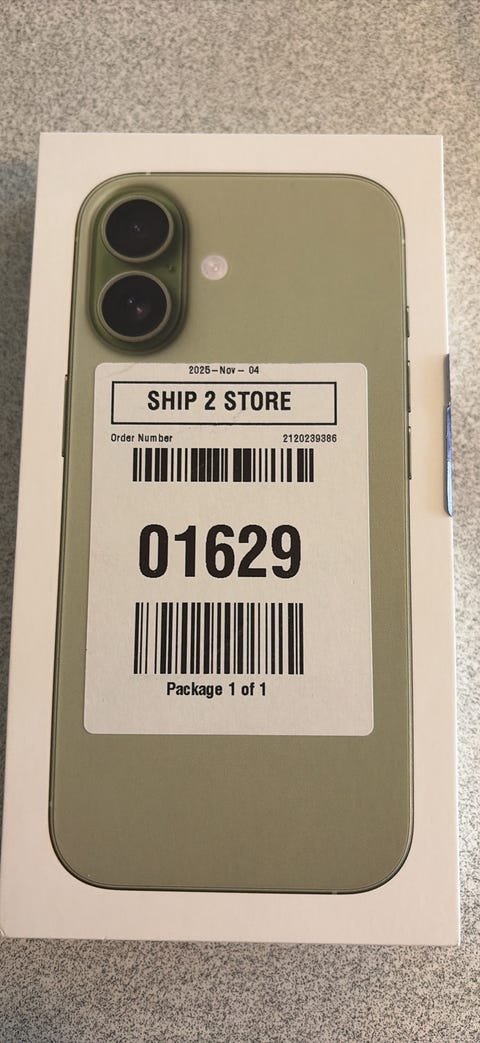 2025-Nov- 04
SHIP 2 STORE
Order Number 2120239386
01629
Package 1 of 1